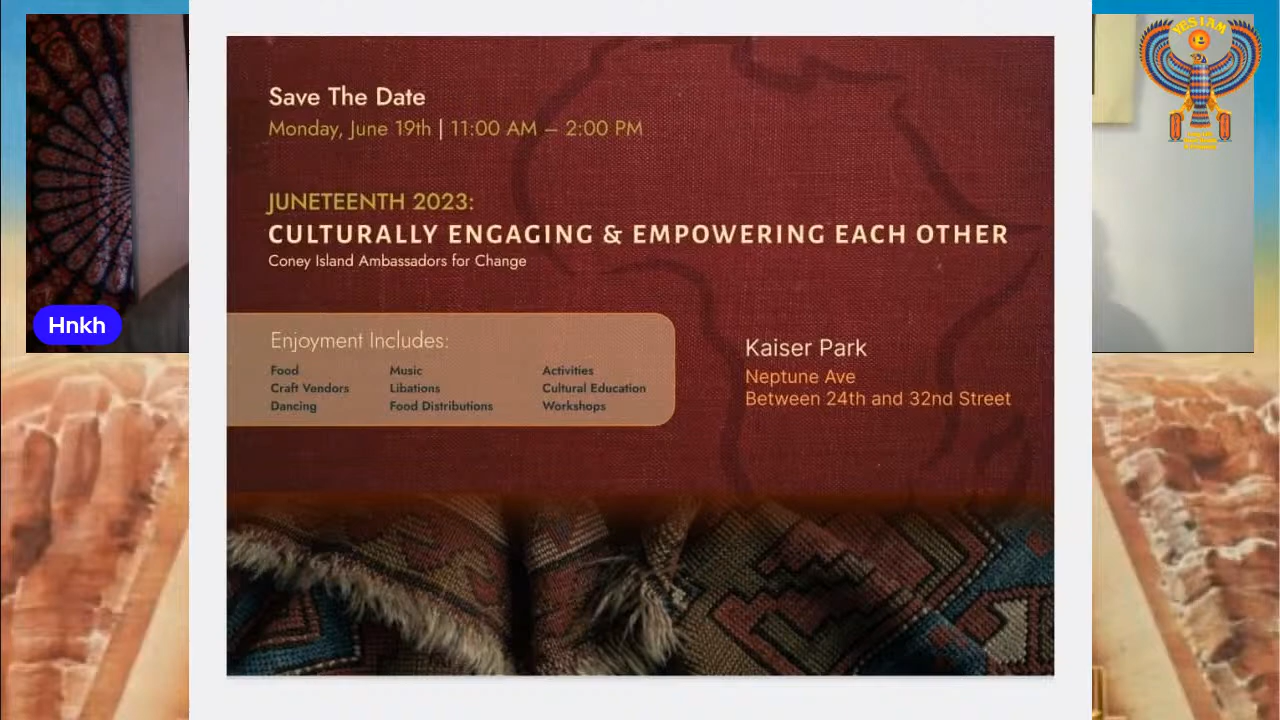 Save The Date
Monday, June 19th | 11:00 AM – 2:00 PM
JUNETEENTH 2023:
CULTURALLY ENGAGING & EMPOWERING EACH OTHER
Coney Island Ambassadors for Change
Enjoyment Includes:
Food
Craft Vendors
Dancing
Music
Libations
Food Distributions
Activities
Cultural Education
Workshops
Kaiser Park
Neptune Ave
Between 24th and 32nd Street
Hnkh
YES I AM